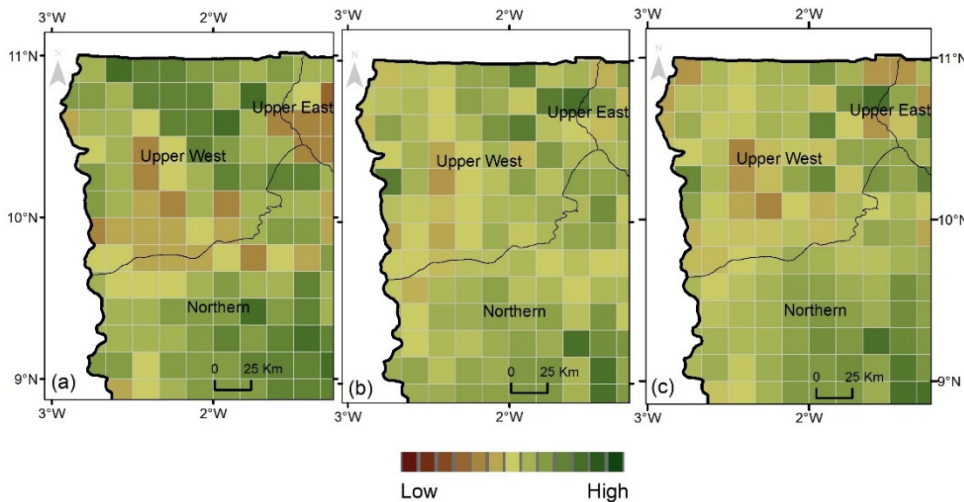 3°W 2°W 3°W 2°W 3°W 2°W
11°N 11°N
N N N
Upper East Upper East Upper East
Upper West Upper West Upper West
10°N 10°N
Northern Northern Northern
0 25 Km 0 25 Km 0 25 Km
9°N (a) (b) (c) 9°N
3°W 2°W 3°W 2°W 3°W 2°W
Low High